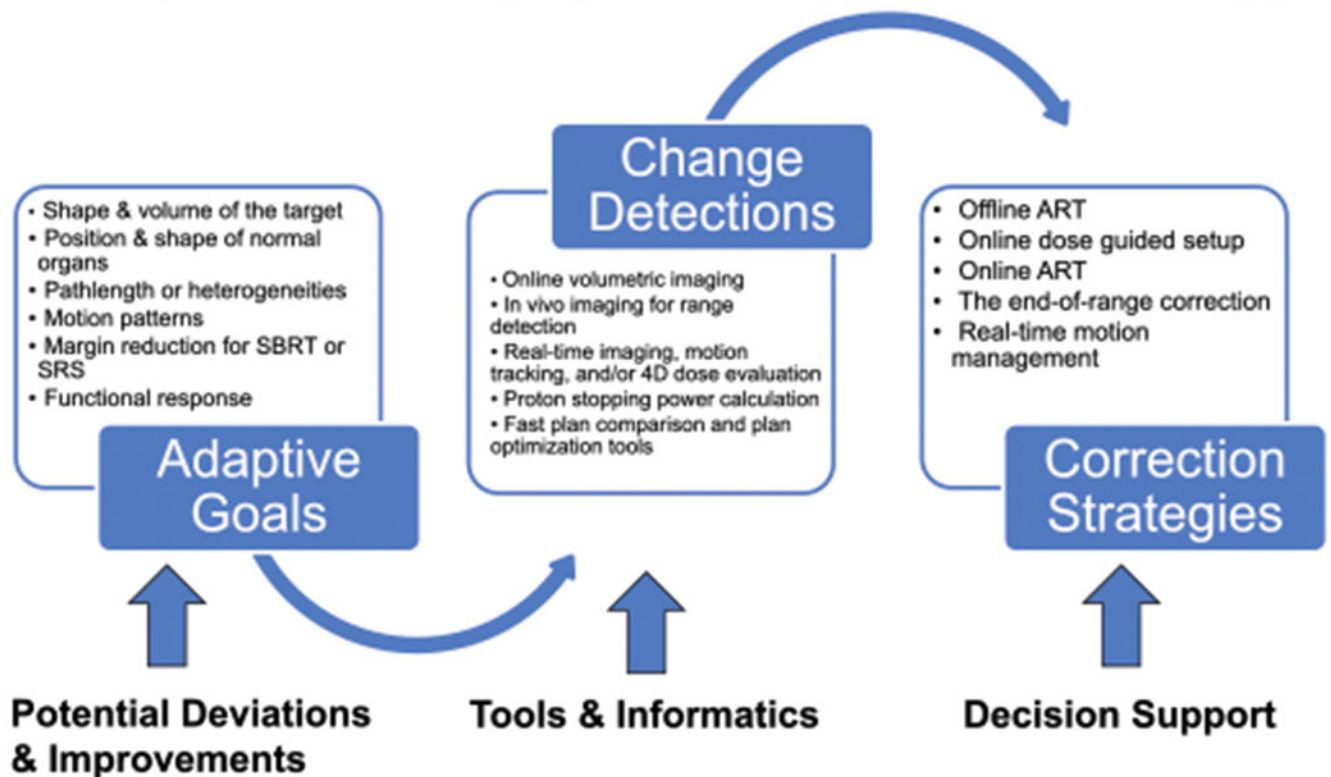 • Shape & volume of the target
• Position & shape of normal
organs
• Pathlength or heterogeneities
• Motion patterns
• Margin reduction for SBRT or
SRS
• Functional response
Adaptive
Goals
Change
Detections
• Online volumetric imaging
• In vivo imaging for range
detection
• Real-time imaging, motion
tracking, and/or 4D dose evaluation
• Proton stopping power calculation
• Fast plan comparison and plan
optimization tools
• Offline ART
• Online dose guided setup
• Online ART
• The end-of-range correction
• Real-time motion
management
Correction
Strategies
Potential Deviations
& Improvements
Tools & Informatics
Decision Support